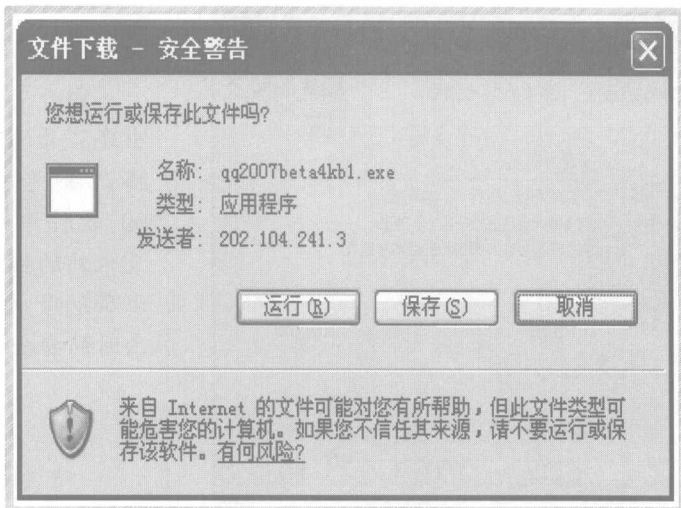 文件下载 - 安全警告
您想运行或保存此文件吗?
名称: qq2007beta4kb1.exe
类型: 应用程序
发送者: 202.104.241.3
运行(R) 保存(S) 取消
来自 Internet 的文件可能对您有所帮助，但此文件类型可
能危害您的计算机。如果您不信任其来源，请不要运行或保
存该软件。有何风险?